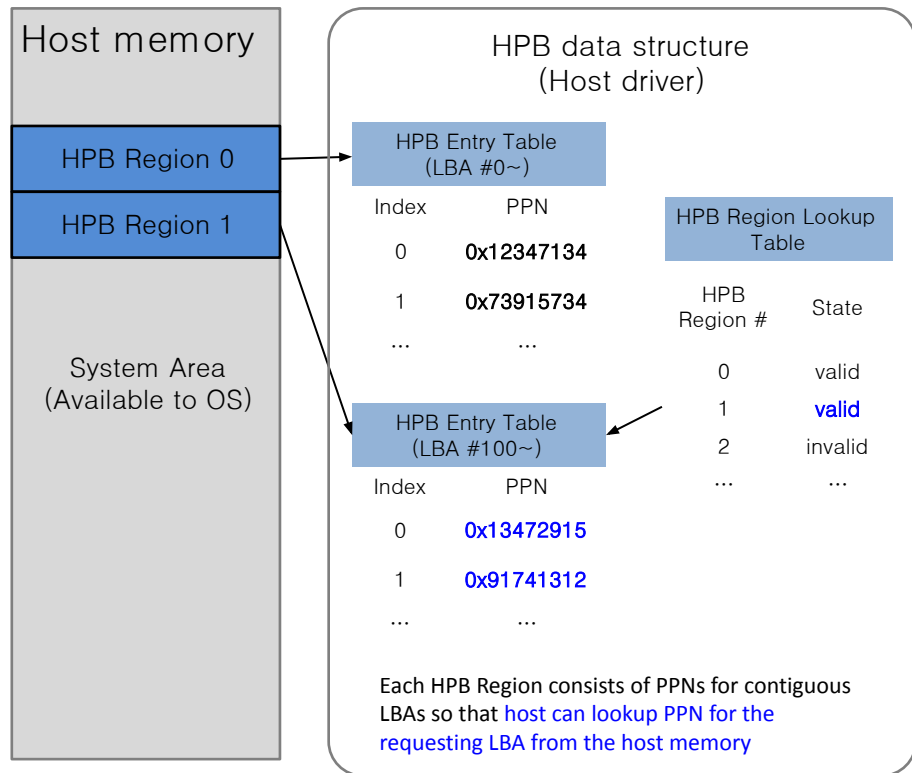 Host memory
HPB Region 0
HPB Region 1
System Area
(Available to OS)
HPB data structure
(Host driver)
HPB Entry Table
(LBA #0~)
Index PPN
0 0x12347134
1 0x73915734
... ...
HPB Entry Table
(LBA #100~)
Index PPN
0 0x13472915
1 0x91741312
... ...
HPB Region Lookup
Table
HPB
Region # State
0 valid
1 valid
2 invalid
... ...
Each HPB Region consists of PPNs for contiguous
LBAs so that host can lookup PPN for the
requesting LBA from the host memory